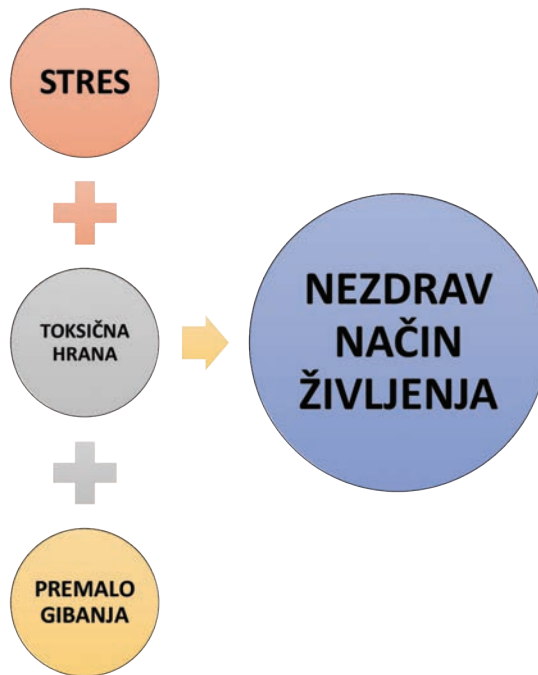 STRES
TOKSIČNA
HRANA
PREMALO
GIBANJA
NEZDRAV
NAČIN
ŽIVLJENJA